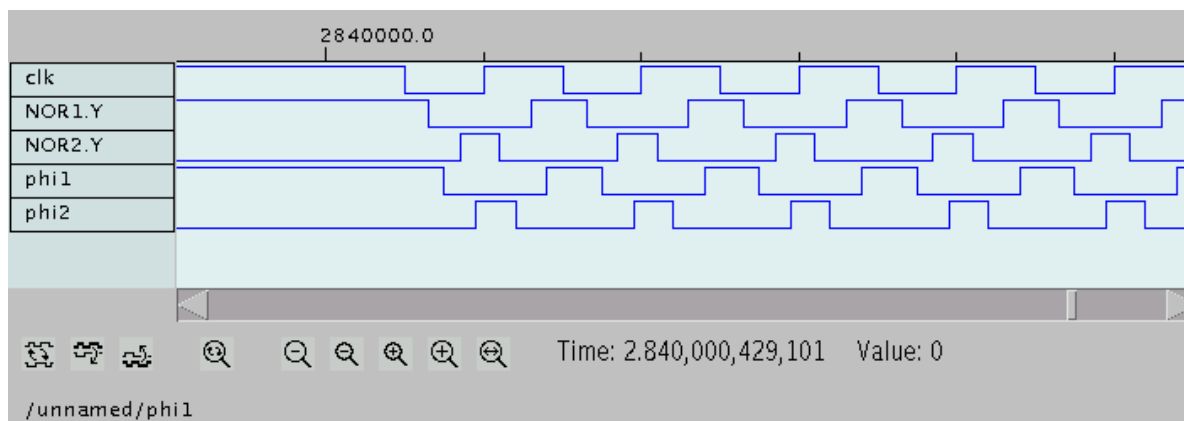 2840000.0
clk
NOR1.Y
NOR2.Y
phi1
phi2
Time: 2.840,000,429,101 Value: 0
/unnamed/phi1